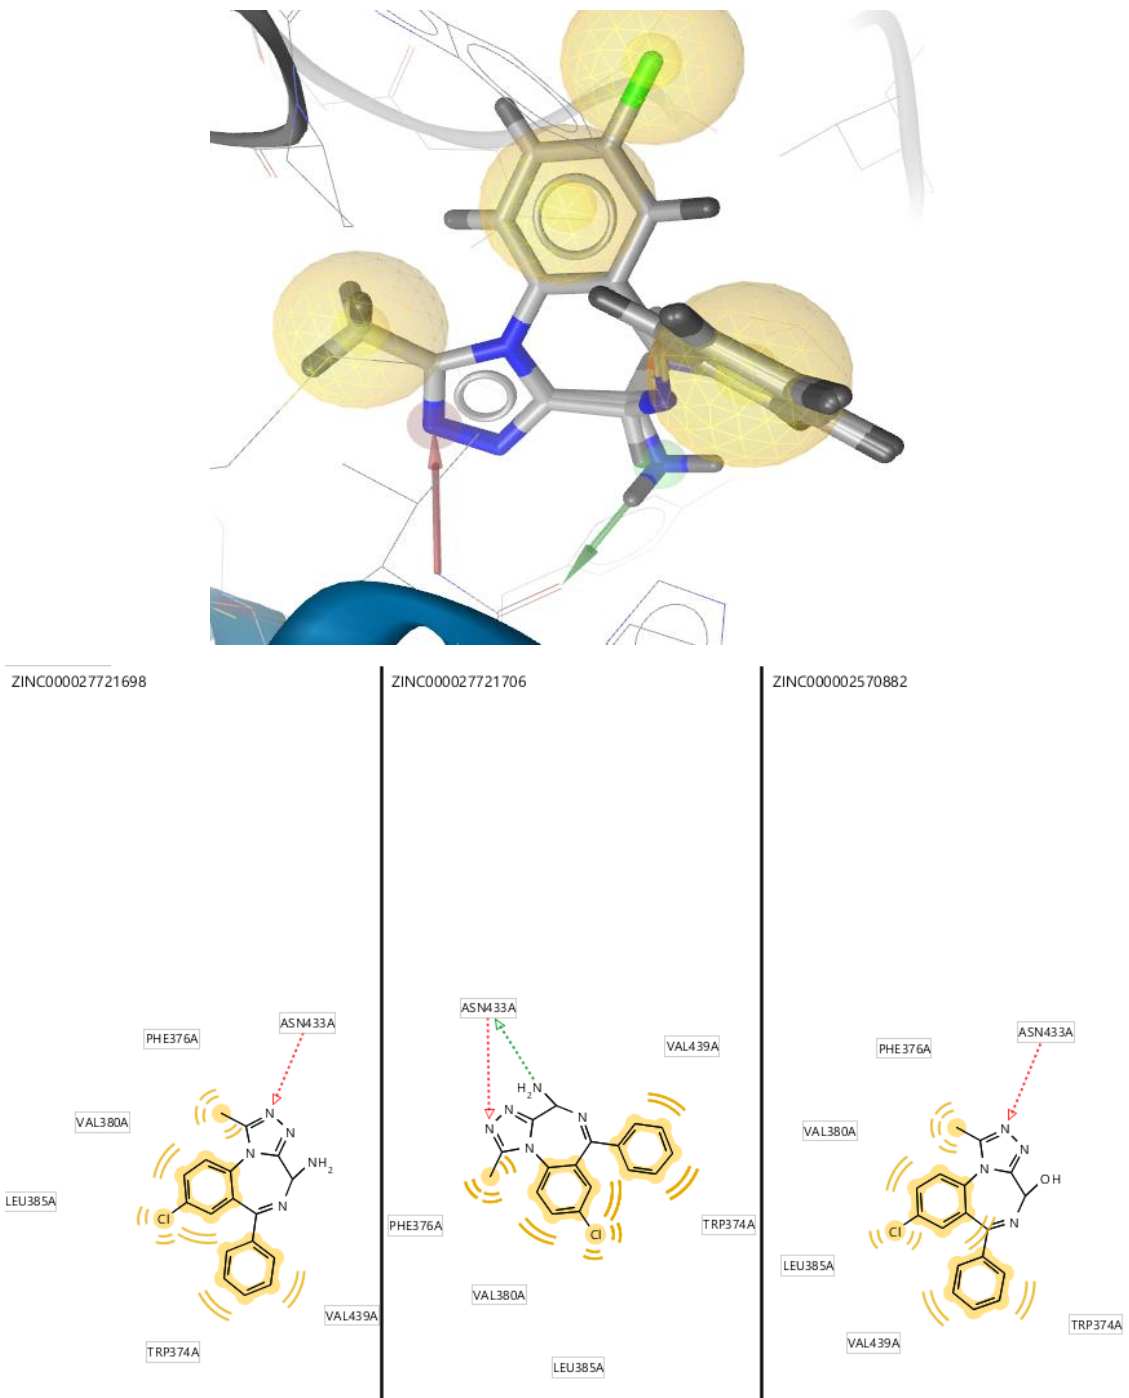 ZINC000027721698
PHE376A
ASN433A
VAL380A
N
N
N
NH2
LEU385A
Cl
N
VAL439A
TRP374A
ZINC000027721706
ASN433A
VAL439A
H2N
N
N
N
N
PHE376A
TRP374A
Cl
VAL380A
LEU385A
ZINC000002570882
ASN433A
PHE376A
VAL380A
N
N
N
OH
N
Cl
LEU385A
TRP374A
VAL439A